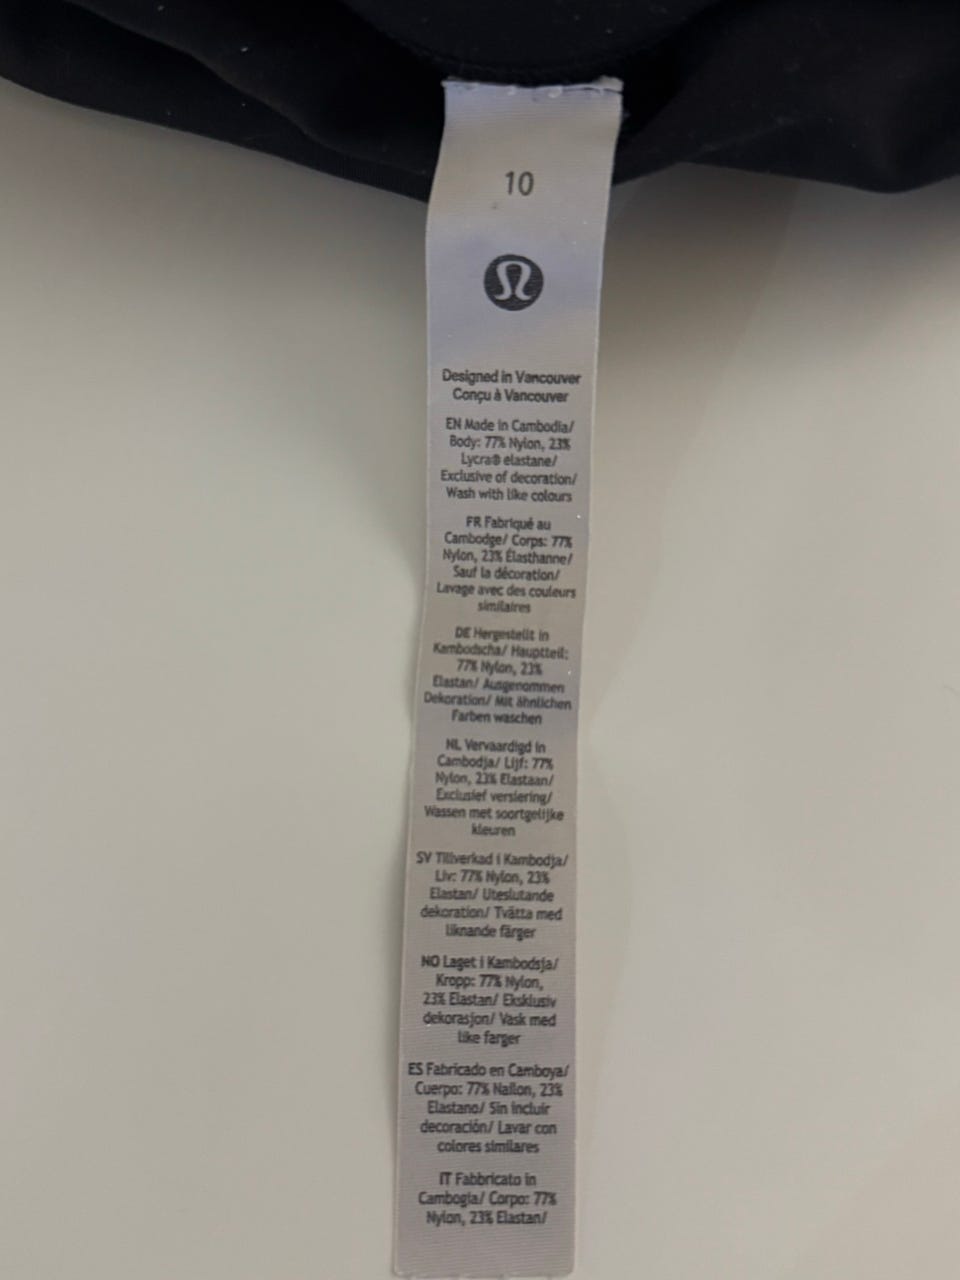 10
Designed in Vancouver
Conçu à Vancouver
EN Made in Cambodia/
Body: 77% Nylon, 23%
Lycra® elastane/
Exclusive of decoration/
Wash with like colours
FR Fabriqué au
Cambodge/ Corps: 77%
Nylon, 23% Élasthanne/
Sauf la décoration/
Lavage avec des couleurs
similaires
DE Hergestellt in
Kambodscha/ Hauptteil:
77% Nylon, 23%
Elastan/ Ausgenommen
Dekoration/ Mit ähnlichen
Farben waschen
NL Vervaardigd in
Cambodja/ Lijf: 77%
Nylon, 23% Elastaan/
Exclusief versiering/
Wassen met soortgelijke
kleuren
SV Tillverkad i Kambodja/
Liv: 77% Nylon, 23%
Elastan/ Uteslutande
dekoration/ Tvätta med
liknande färger
NO Laget i Kambodsja/
Kropp: 77% Nylon,
23% Elastan/ Eksklusiv
dekorasjon/ Vask med
like farger
ES Fabricado en Camboya/
Cuerpo: 77% Nailon, 23%
Elastano/ Sin incluir
decoración/ Lavar con
colores similares
IT Fabbricato in
Cambogia/ Corpo: 77%
Nylon, 23% Elastan/